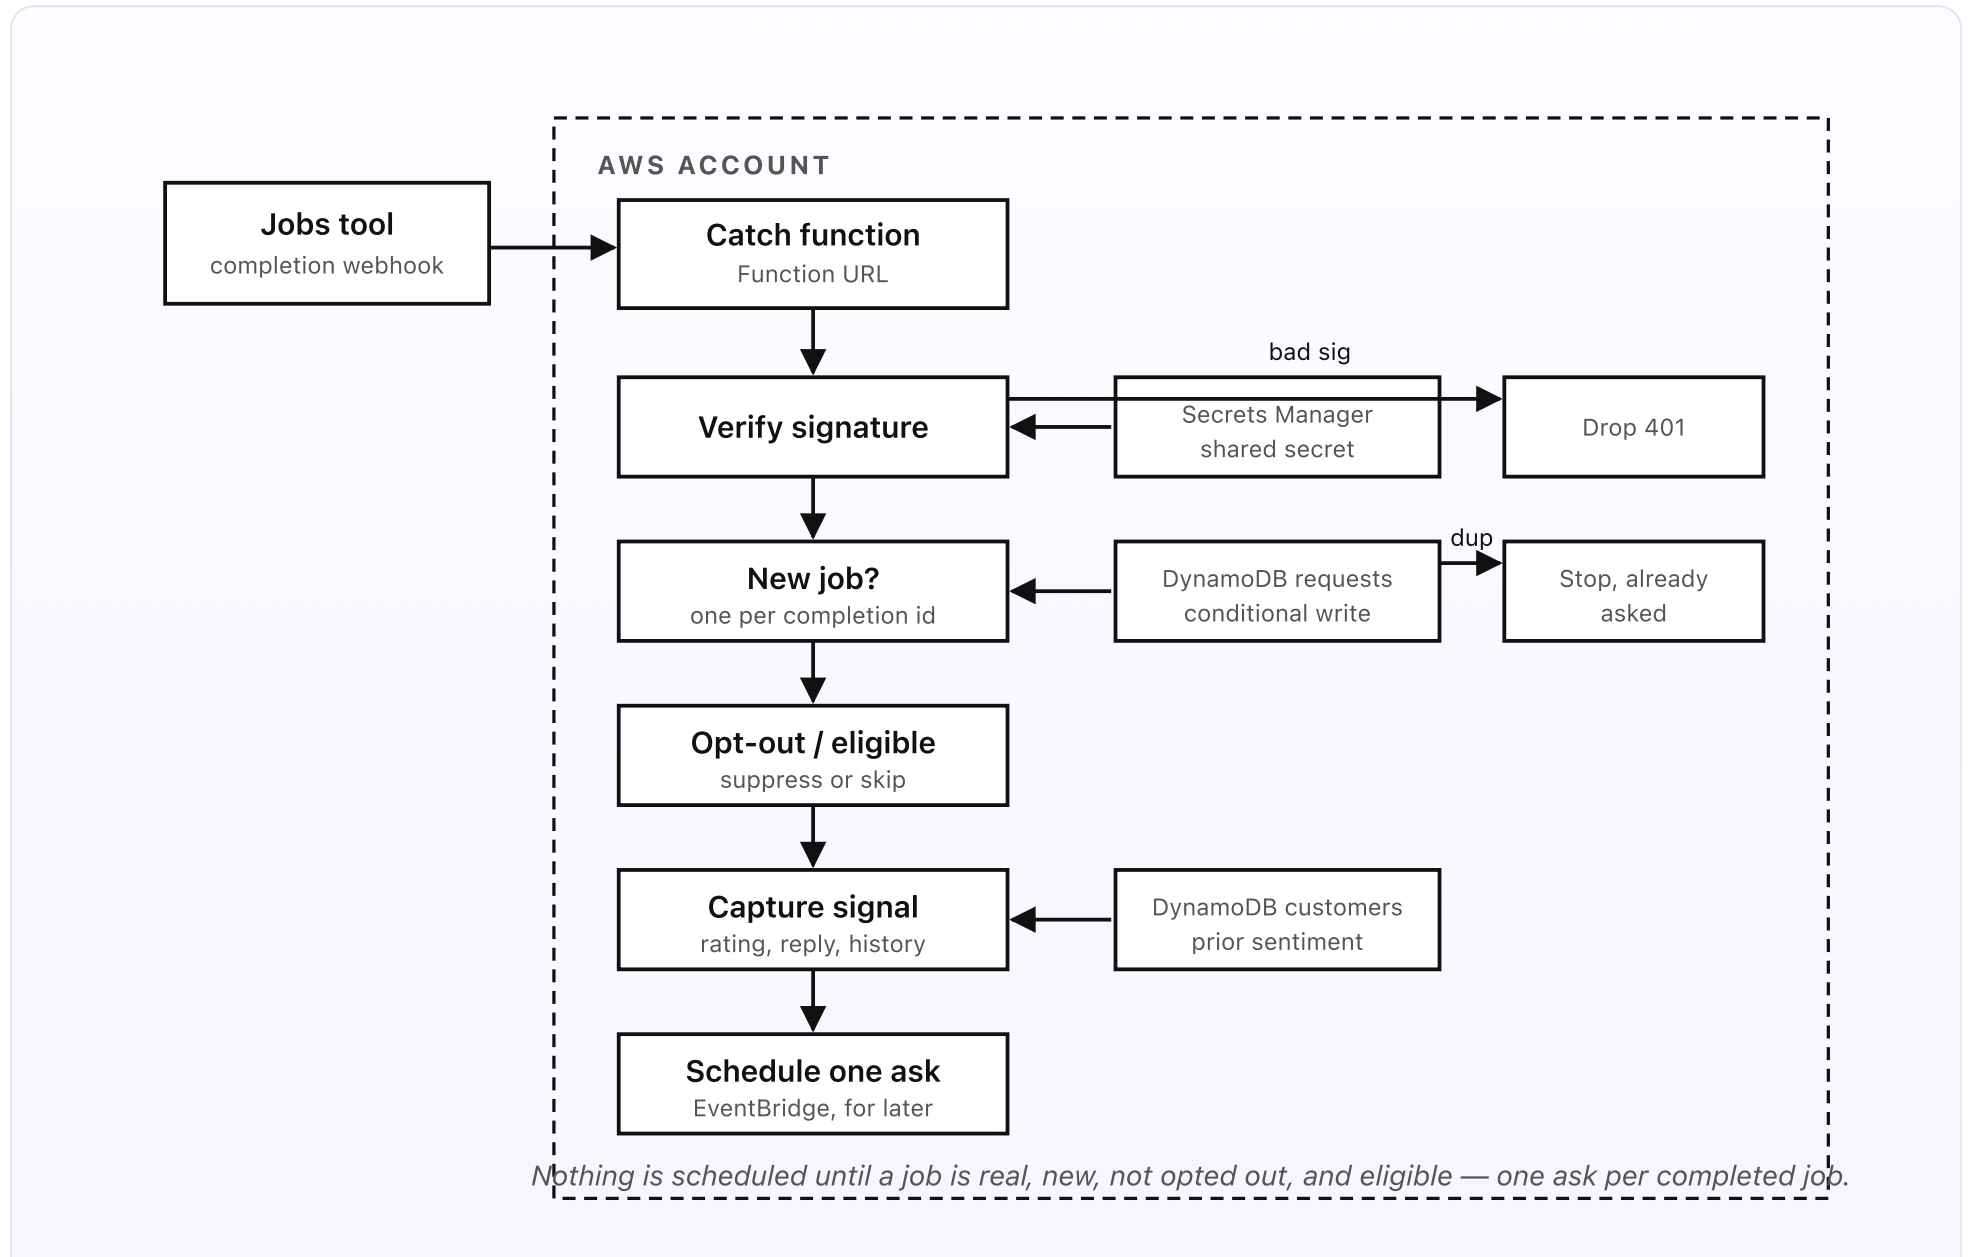 AWS ACCOUNT
Jobs tool
completion webhook
Catch function
Function URL
bad sig
Verify signature
Secrets Manager
shared secret
Drop 401
dup
New job?
one per completion id
DynamoDB requests
conditional write
Stop, already
asked
Opt-out / eligible
suppress or skip
Capture signal
rating, reply, history
DynamoDB customers
prior sentiment
Schedule one ask
EventBridge, for later
Nothing is scheduled until a job is real, new, not opted out, and eligible — one ask per completed job.